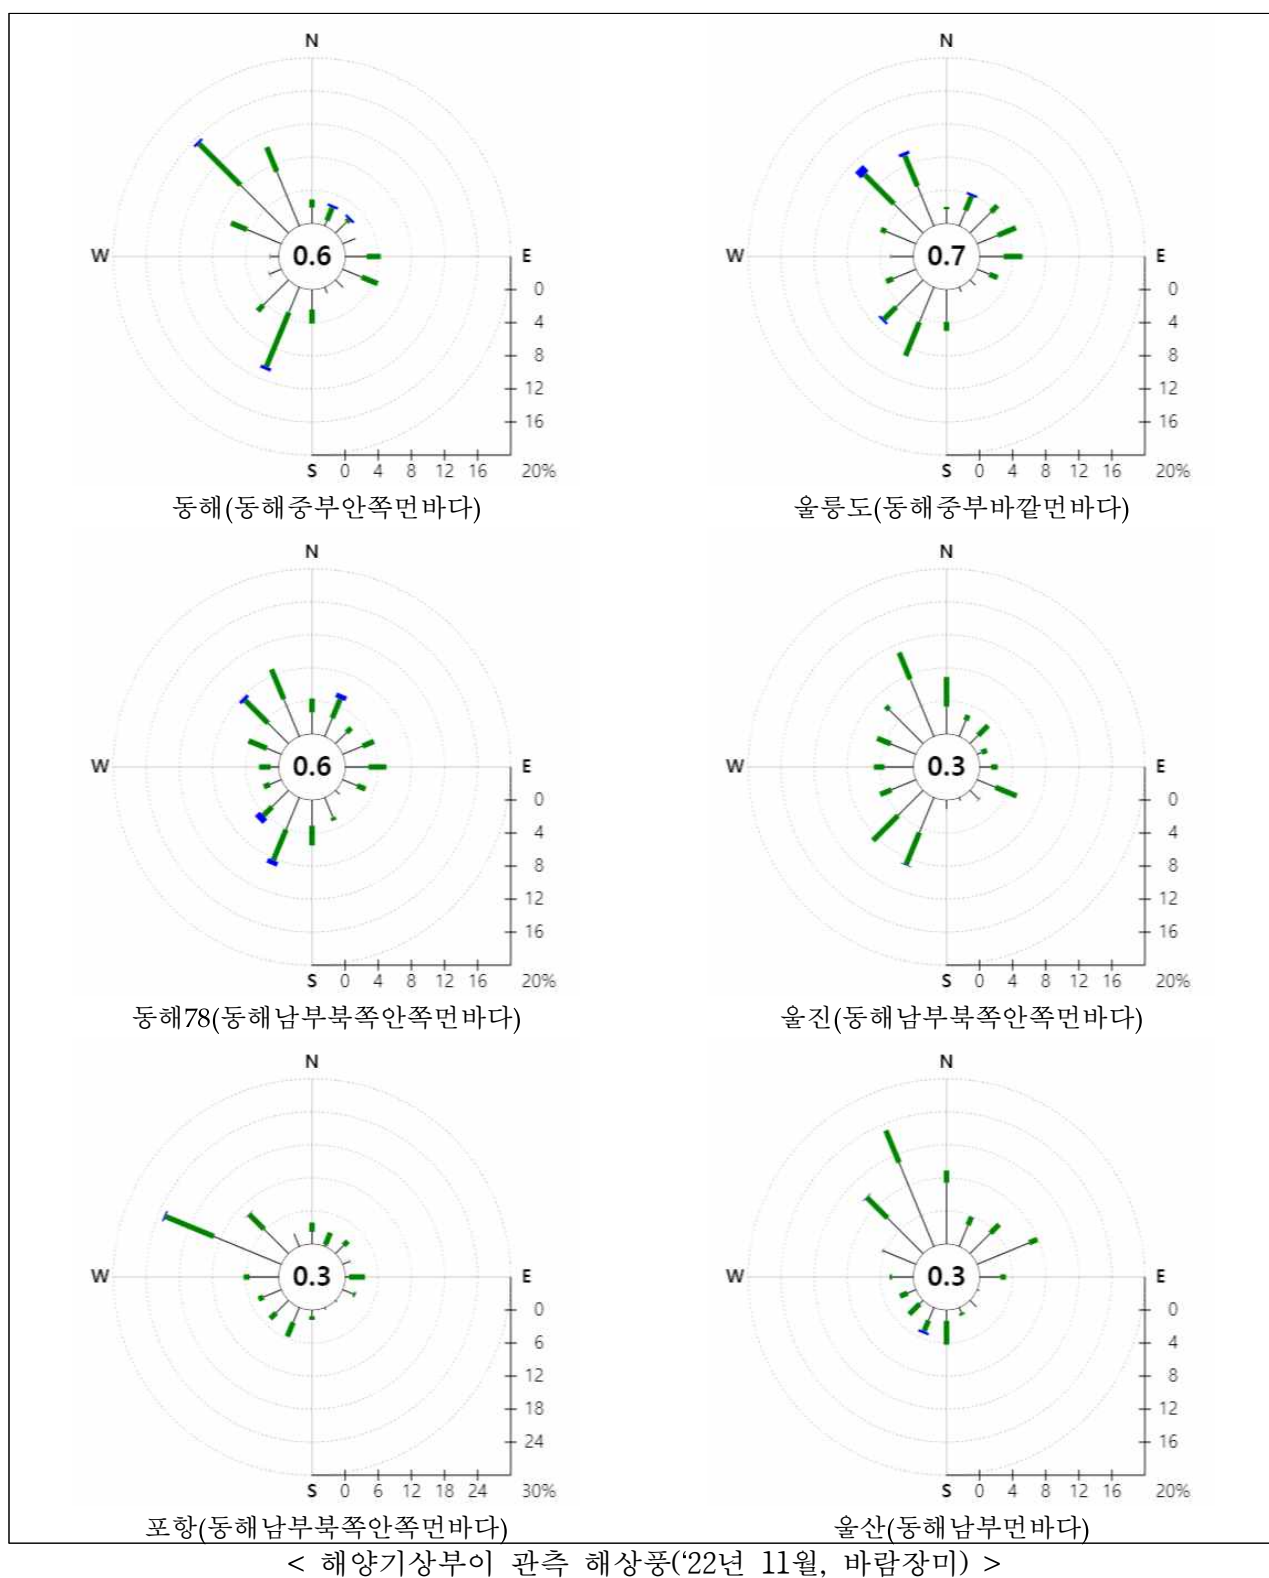 N N
W 0.6 E W 0.7 E
0 0
4 4
8 8
12 12
16 16
S 0 4 8 12 16 20% S 0 4 8 12 16 20%
동해(동해중부안쪽먼바다) 울릉도(동해중부바깥먼바다)
N N
W 0.6 E W 0.3 E
0 0
4 4
8 8
12 12
16 16
S 0 4 8 12 16 20% S 0 4 8 12 16 20%
동해78(동해남부북쪽안쪽먼바다) 울진(동해남부북쪽안쪽먼바다)
N N
W 0.3 E W 0.3 E
0 0
6 4
12 8
18 12
24 16
S 0 6 12 18 24 30% S 0 4 8 12 16 20%
포항(동해남부북쪽안쪽먼바다) 울산(동해남부먼바다)
< 해양기상부이 관측 해상풍(‘22년 11월, 바람장미) >